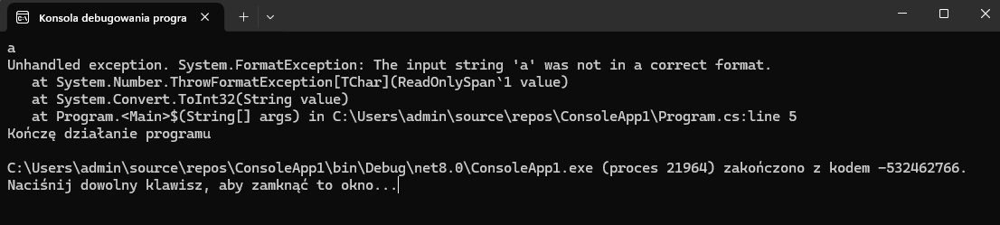 Konsola debugowania progra
a
Unhandled exception. System.FormatException: The input string 'a' was not in a correct format.
   at System.Number.ThrowFormatException[TChar](ReadOnlySpan`1 value)
   at System.Convert.ToInt32(String value)
   at Program.<Main>$(String[] args) in C:\Users\admin\source\repos\ConsoleApp1\Program.cs:line 5
Kończę działanie programu
C:\Users\admin\source\repos\ConsoleApp1\bin\Debug\net8.0\ConsoleApp1.exe (proces 21964) zakończono z kodem -532462766.
Naciśnij dowolny klawisz, aby zamknąć to okno...